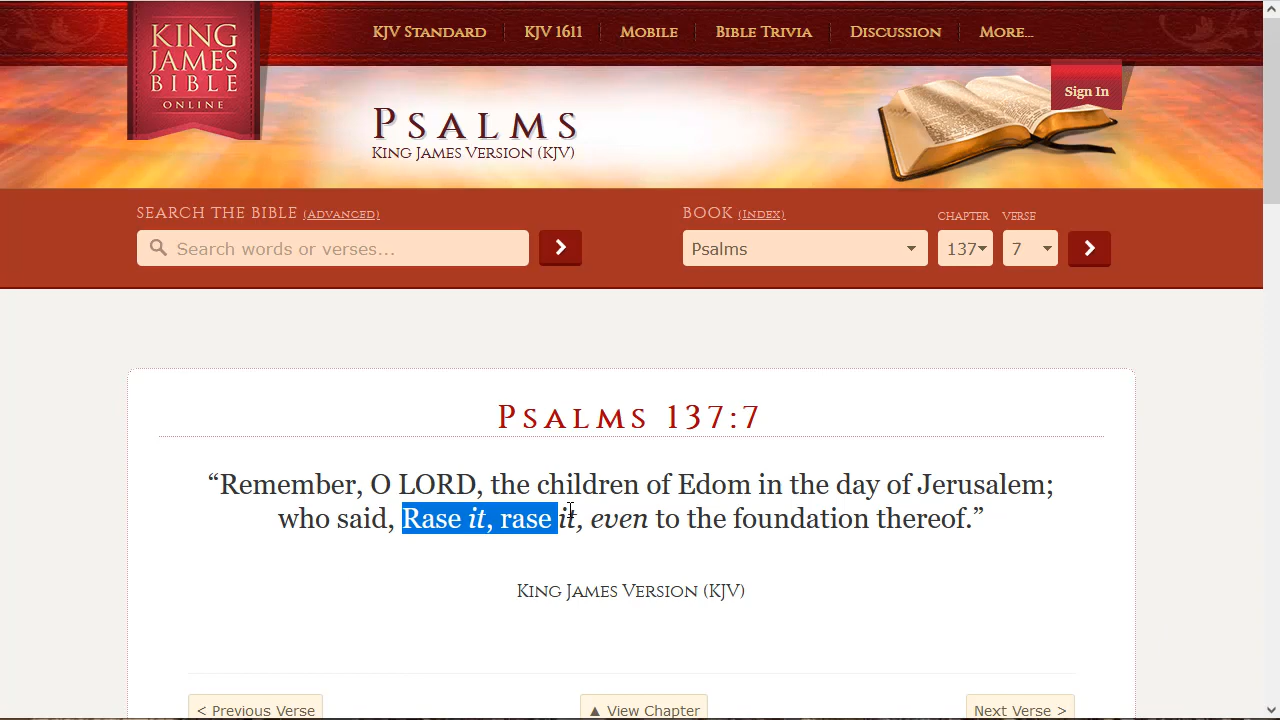 KING
JAMES
BIBLE
ONLINE
KJV STANDARD KJV 1611 MOBILE BIBLE TRIVIA DISCUSSION MORE...
Sign In
PSALMS
KING JAMES VERSION (KJV)
SEARCH THE BIBLE (ADVANCED)
BOOK (INDEX) CHAPTER VERSE
Search words or verses...
Psalms 137 7
PSALMS 137:7
“Remember, O LORD, the children of Edom in the day of Jerusalem;
who said, Rase it, rase it, even to the foundation thereof.”
KING JAMES VERSION (KJV)
< Previous Verse ▲ View Chapter Next Verse >